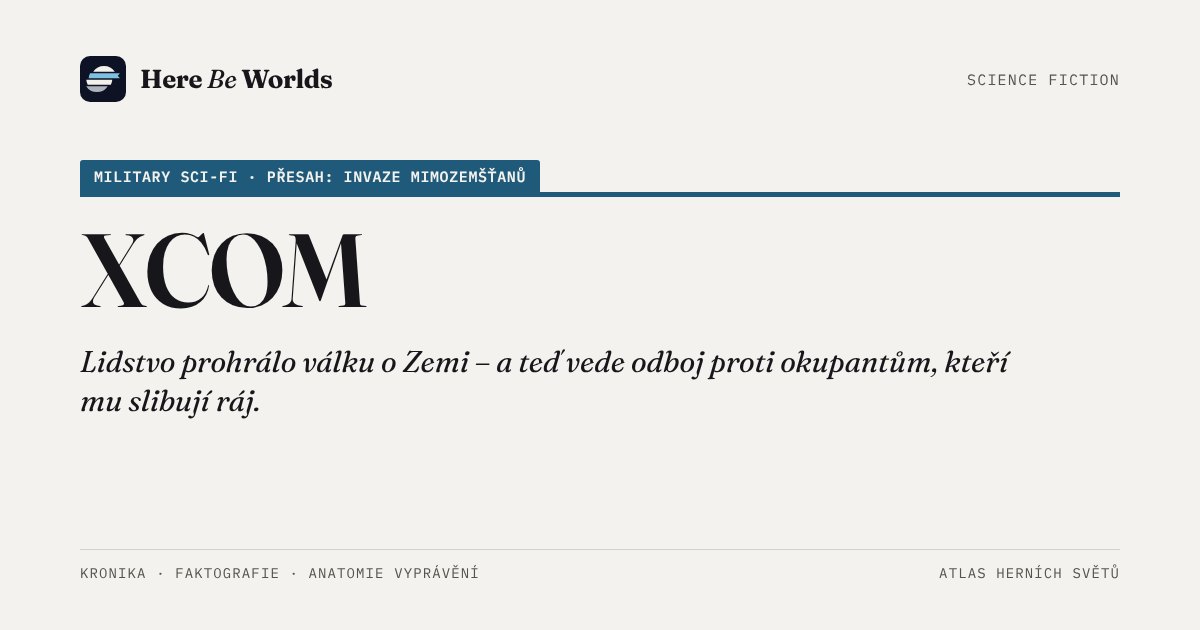 Here Be Worlds
SCIENCE FICTION
MILITARY SCI-FI · PŘESAH: INVAZE MIMOZEMŠŤANŮ
XCOM
Lidstvo prohrálo válku o Zemi – a teď vede odboj proti okupantům, kteří
mu slibují ráj.
KRONIKA · FAKTOGRAFIE · ANATOMIE VYPRÁVĚNÍ
ATLAS HERNÍCH SVĚTŮ